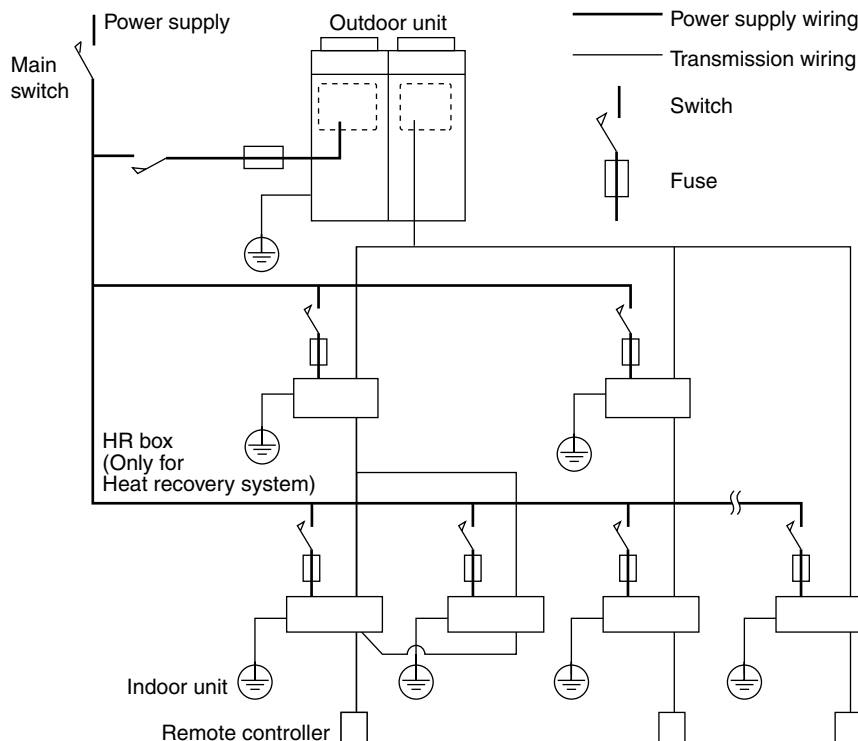 Power supply
Outdoor unit
Power supply wiring
Transmission wiring
Main
switch
Switch
Fuse
HR box
(Only for
Heat recovery system)
Indoor unit
Remote controller